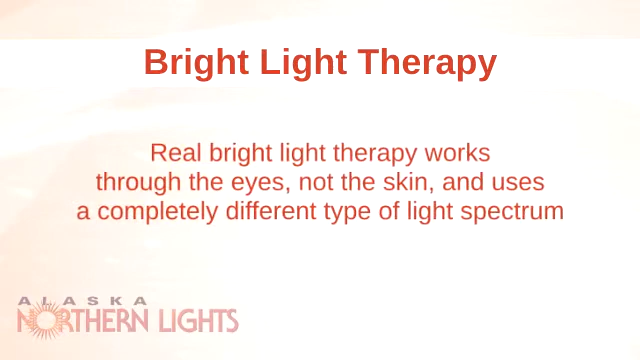 Bright Light Therapy
Real bright light therapy works
through the eyes, not the skin, and uses
a completely different type of light spectrum
ALASKA
NORTHERN LIGHTS